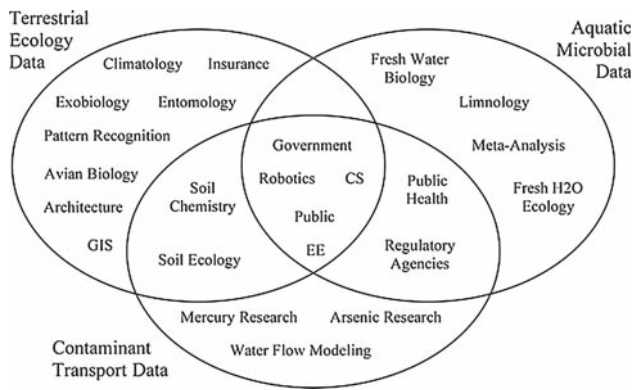 Terrestrial
Ecology
Data
Aquatic
Microbial
Data
Climatology
Insurance
Fresh Water
Biology
Exobiology
Entomology
Limnology
Pattern Recognition
Government
Meta-Analysis
Avian Biology
Soil
Chemistry
Robotics
CS
Public
Health
Fresh H2O
Ecology
Architecture
Public
GIS
Soil Ecology
EE
Regulatory
Agencies
Mercury Research
Arsenic Research
Water Flow Modeling
Contaminant
Transport Data